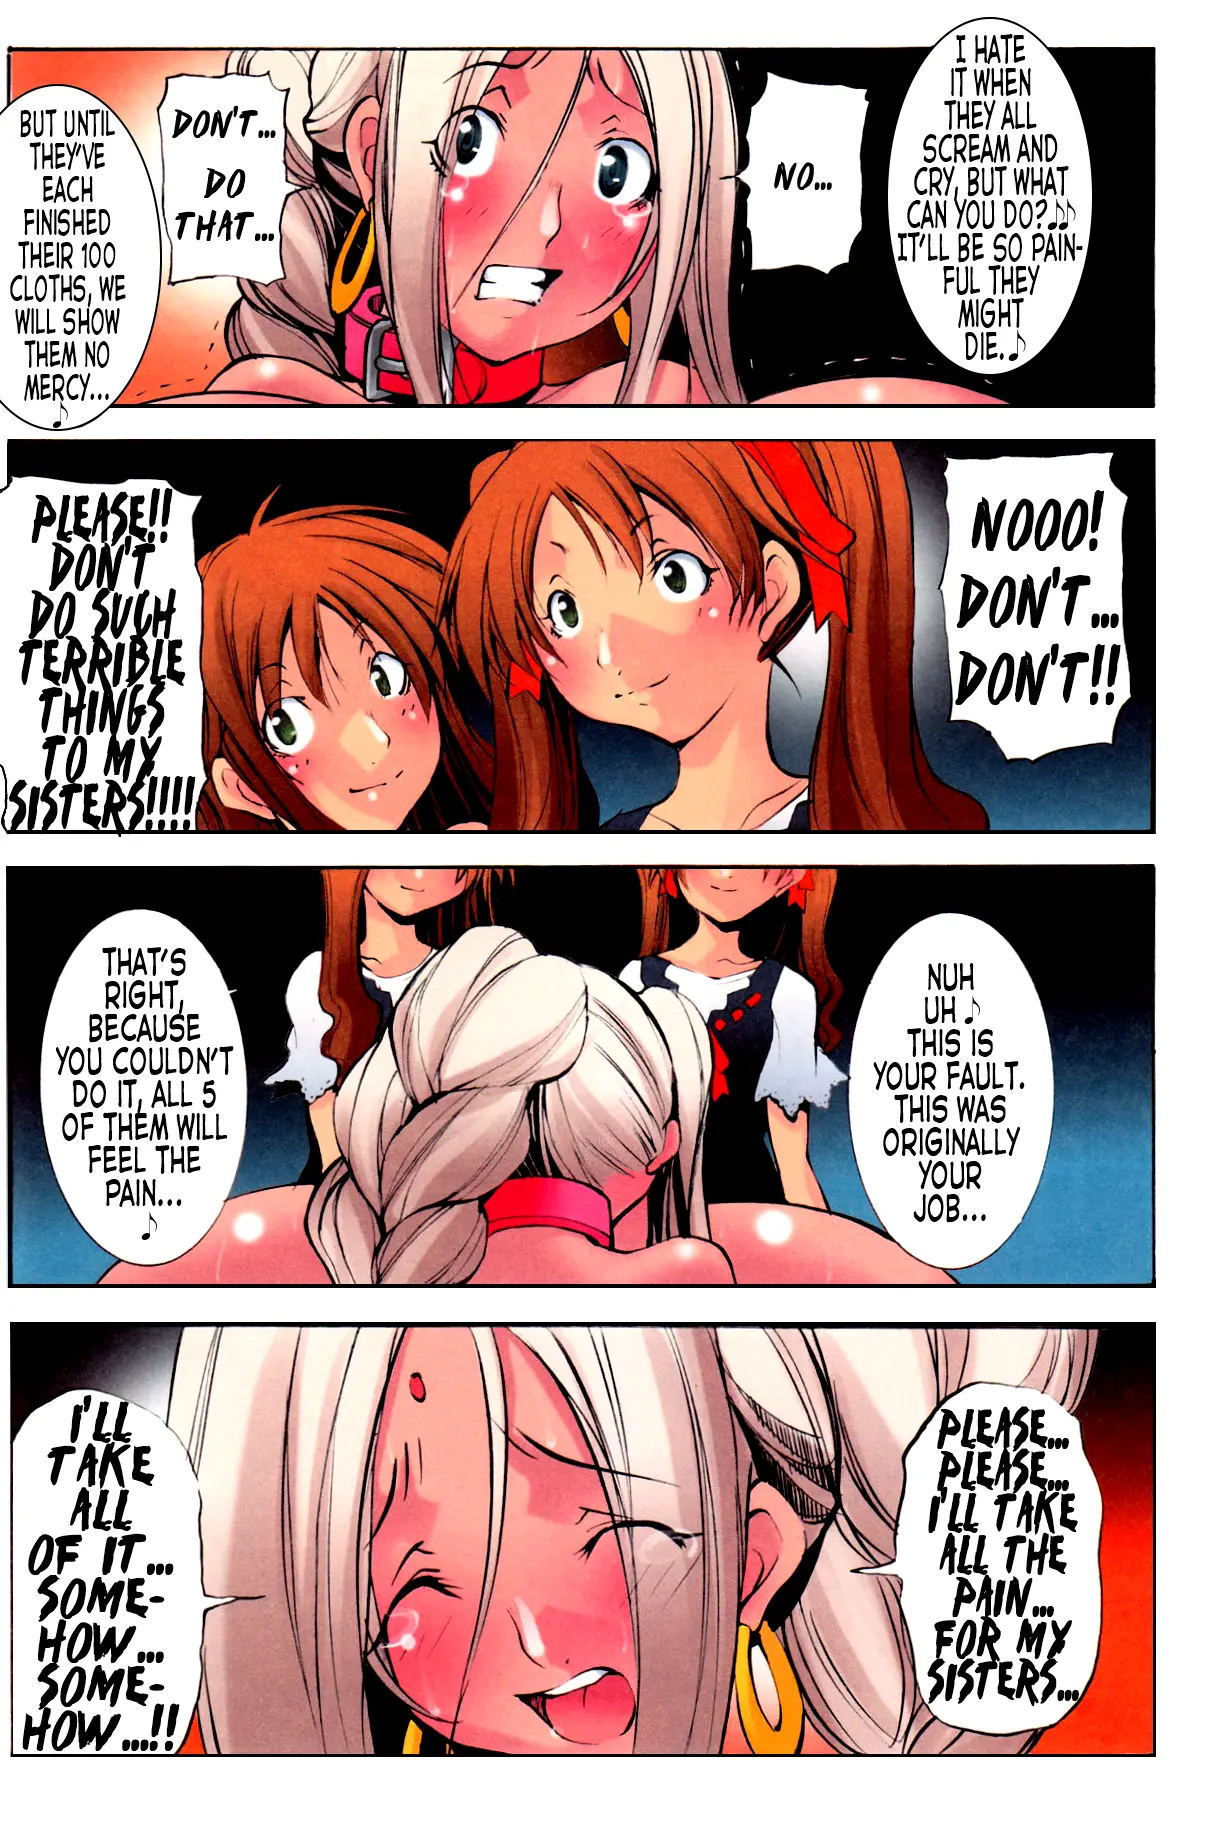 I HATE
IT WHEN
THEY ALL
SCREAM AND
CRY, BUT WHAT
CAN YOU DO?♪♪
IT'LL BE SO PAIN-
FUL THEY
MIGHT
DIE.♪
NO...
DON'T...
DO
THAT...
BUT UNTIL
THEY'VE
EACH
FINISHED
THEIR 100
CLOTHS, WE
WILL SHOW
THEM NO
MERCY...
♪
NOOO!
DON'T...
DON'T!!
PLEASE!!
DON'T
DO SUCH
TERRIBLE
THINGS
TO MY
SISTERS!!!!
NUH
UH♪
THIS IS
YOUR FAULT.
THIS WAS
ORIGINALLY
YOUR
JOB...
THAT'S
RIGHT,
BECAUSE
YOU COULDN'T
DO IT, ALL 5
OF THEM WILL
FEEL THE
PAIN...
♪
PLEASE...
PLEASE...
I'LL TAKE
ALL THE
PAIN...
FOR MY
SISTERS...
I'LL
TAKE
ALL
OF IT...
SOME-
HOW...
SOME-
HOW...!!